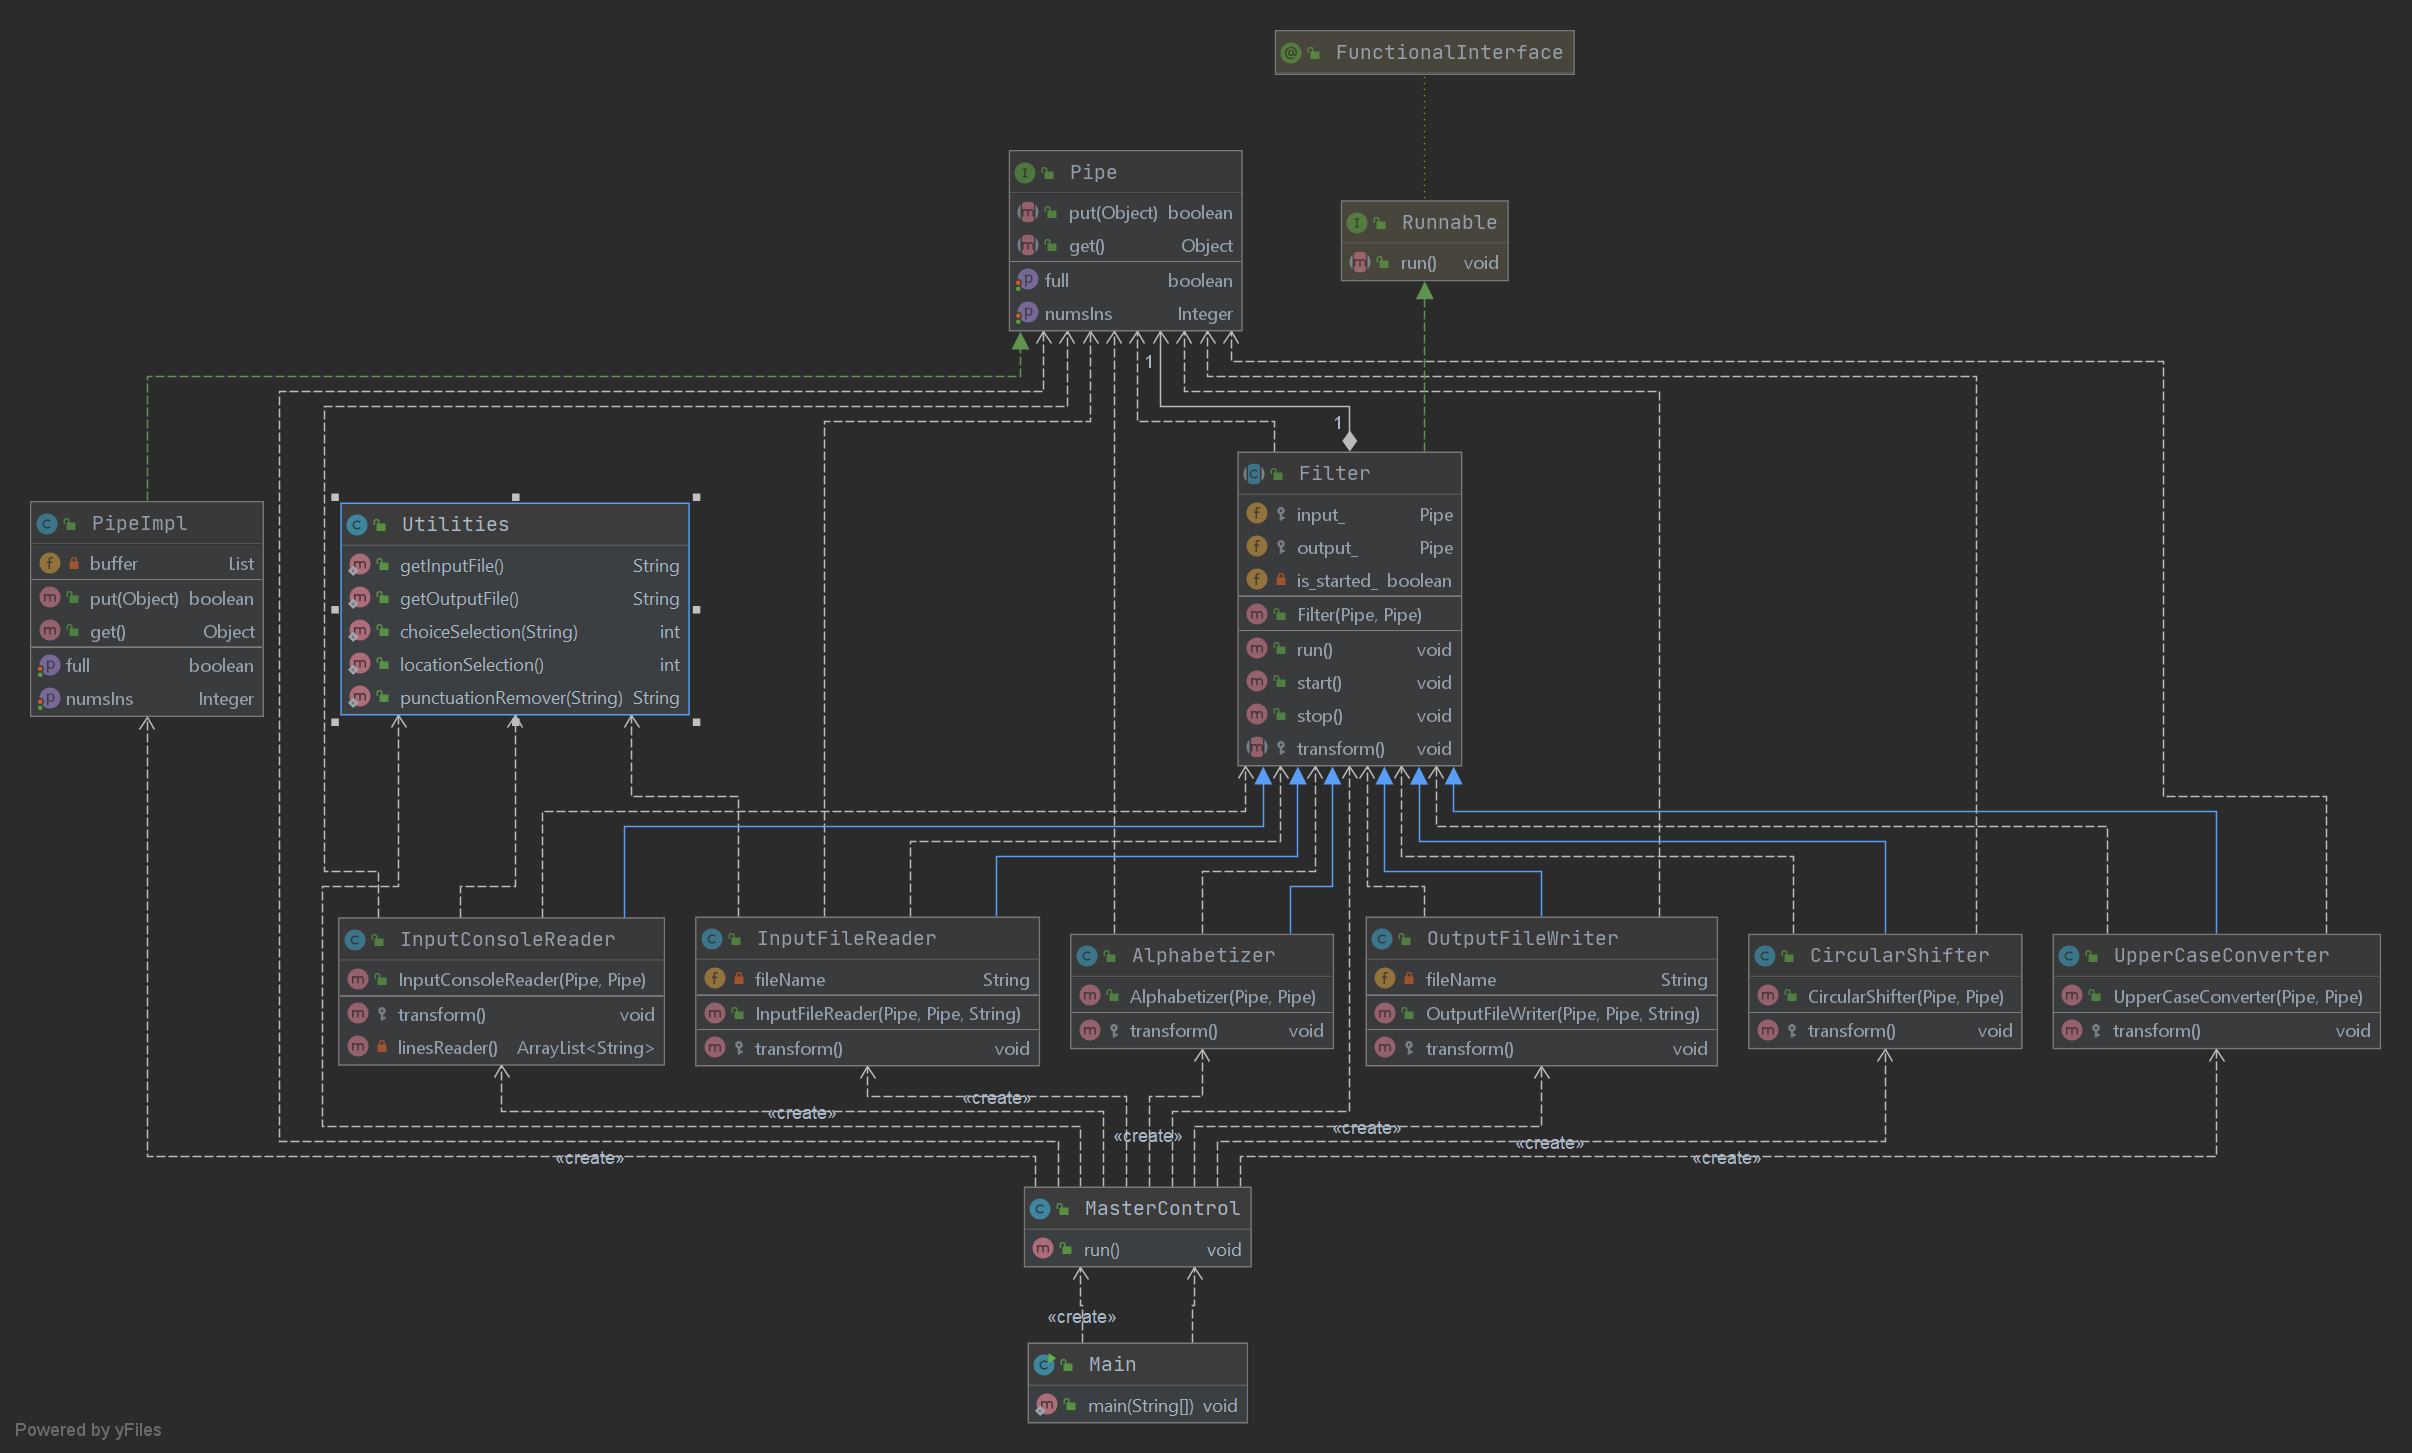 FunctionalInterface
Pipe
put(Object) boolean
get() Object
full boolean
numsIns Integer
Runnable
run() void
1
1
Filter
input_ Pipe
output_ Pipe
is_started_ boolean
Filter(Pipe, Pipe)
run() void
start() void
stop() void
transform() void
PipeImpl
buffer List
put(Object) boolean
get() Object
full boolean
numsIns Integer
Utilities
getInputFile() String
getOutputFile() String
choiceSelection(String) int
locationSelection() int
punctuationRemover(String) String
InputConsoleReader
InputConsoleReader(Pipe, Pipe)
transform() void
linesReader() ArrayList<String>
InputFileReader
fileName String
InputFileReader(Pipe, Pipe, String)
transform() void
Alphabetizer
Alphabetizer(Pipe, Pipe)
transform() void
OutputFileWriter
fileName String
OutputFileWriter(Pipe, Pipe, String)
transform() void
CircularShifter
CircularShifter(Pipe, Pipe)
transform() void
UpperCaseConverter
UpperCaseConverter(Pipe, Pipe)
transform() void
«create»
«create»
«create»
«create»
«create»
«create»
«create»
MasterControl
run() void
«create»
Main
main(String[]) void
Powered by yFiles